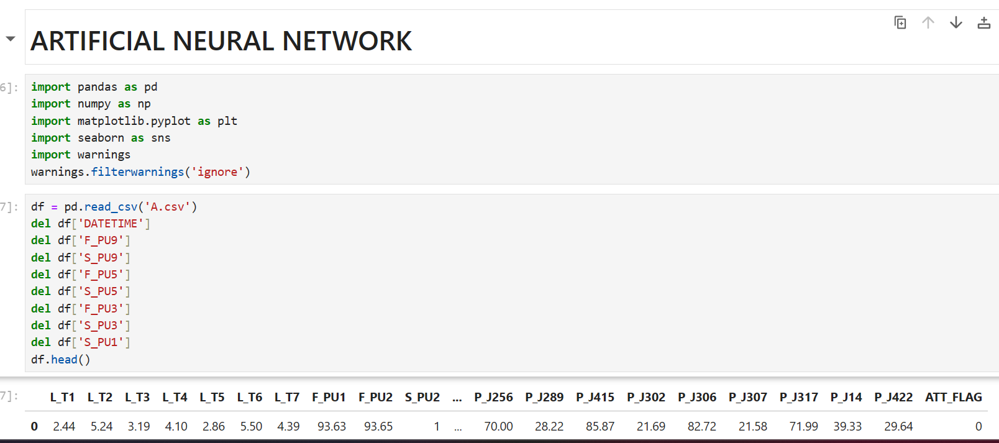 ARTIFICIAL NEURAL NETWORK
6]:
import pandas as pd
import numpy as np
import matplotlib.pyplot as plt
import seaborn as sns
import warnings
warnings.filterwarnings('ignore')
7]:
df = pd.read_csv('A.csv')
del df['DATETIME']
del df['F_PU9']
del df['S_PU9']
del df['F_PU5']
del df['S_PU5']
del df['F_PU3']
del df['S_PU3']
del df['S_PU1']
df.head()
7]:
L_T1 L_T2 L_T3 L_T4 L_T5 L_T6 L_T7 F_PU1 F_PU2 S_PU2 ... P_J256 P_J289 P_J415 P_J302 P_J306 P_J307 P_J317 P_J14 P_J422 ATT_FLAG
0 2.44 5.24 3.19 4.10 2.86 5.50 4.39 93.63 93.65 1 ... 70.00 28.22 85.87 21.69 82.72 21.58 71.99 39.33 29.64 0